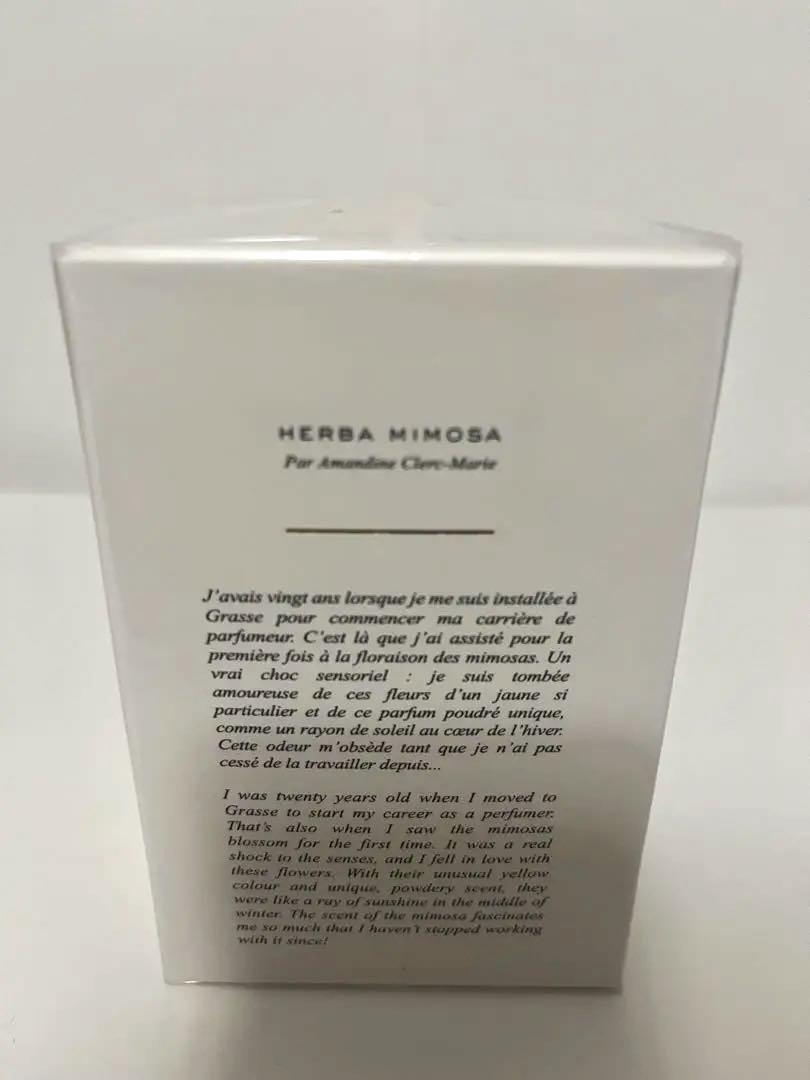 HERBA MIMOSA
Par Amandine Clerc-Marie
J'avais vingt ans lorsque je me suis installée à
Grasse pour commencer ma carrière de
parfumeur. C'est là que j'ai assisté pour la
première fois à la floraison des mimosas. Un
vrai choc sensoriel : je suis tombée
amoureuse de ces fleurs d'un jaune si
particulier et de ce parfum poudré unique,
comme un rayon de soleil au cœur de l'hiver.
Cette odeur m'obsède tant que je n'ai pas
cessé de la travailler depuis...
I was twenty years old when I moved to
Grasse to start my career as a perfumer.
That's also when I saw the mimosas
blossom for the first time. It was a real
shock to the senses, and I fell in love with
these flowers. With their unusual yellow
colour and unique, powdery scent, they
were like a ray of sunshine in the middle of
winter. The scent of the mimosa fascinates
me so much that I haven't stopped working
with it since!